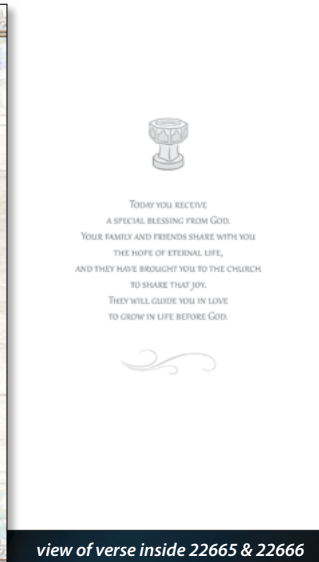 Today you receive
a special blessing from God.
Your family and friends share with you
the hope of eternal life,
and they have brought you to the church
to share that joy.
They will guide you in love
to grow in life before God.
view of verse inside 22665 & 22666